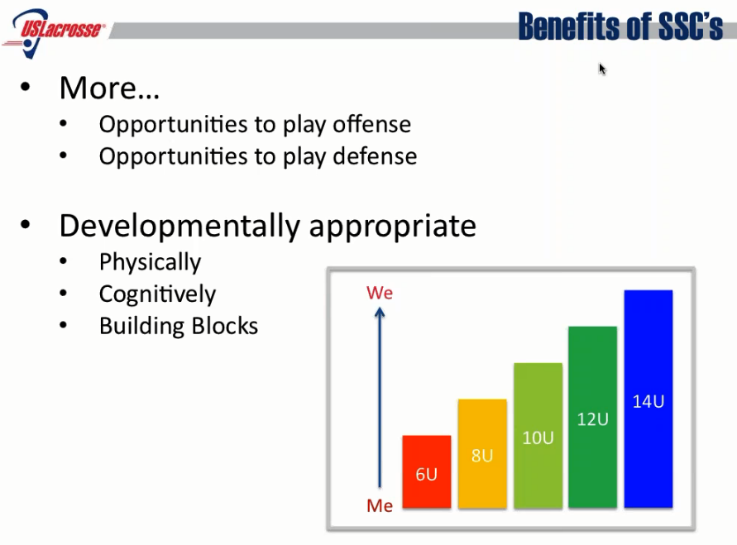 USLacrosse
Benefits of SSC's
• More...
• Opportunities to play offense
• Opportunities to play defense
• Developmentally appropriate
• Physically
• Cognitively
• Building Blocks
We
Me
6U
8U
10U
12U
14U